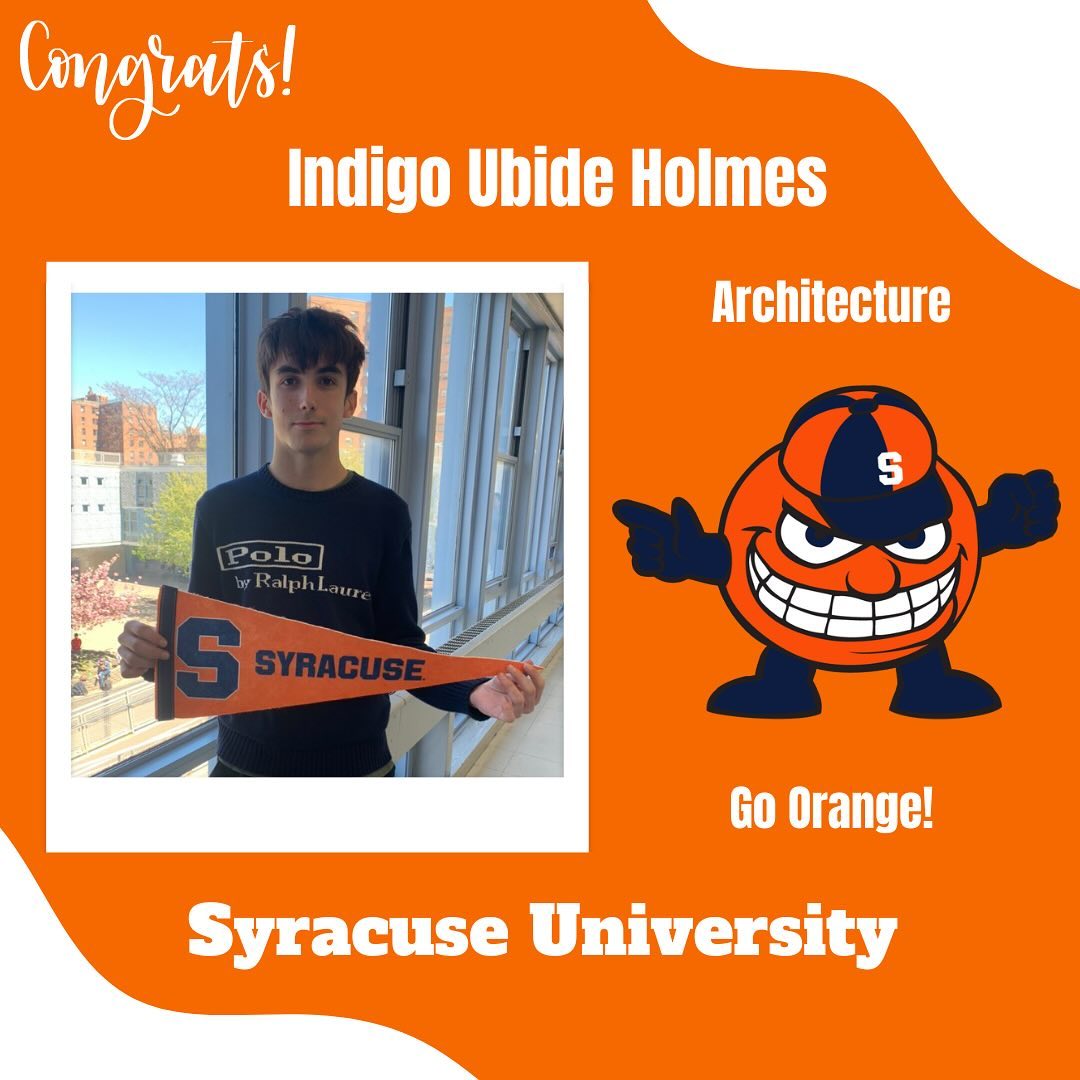 Congrats!
Indigo Ubide Holmes
Architecture
S
Polo
by Ralph Laure
S SYRACUSE.
Go Orange!
Syracuse University